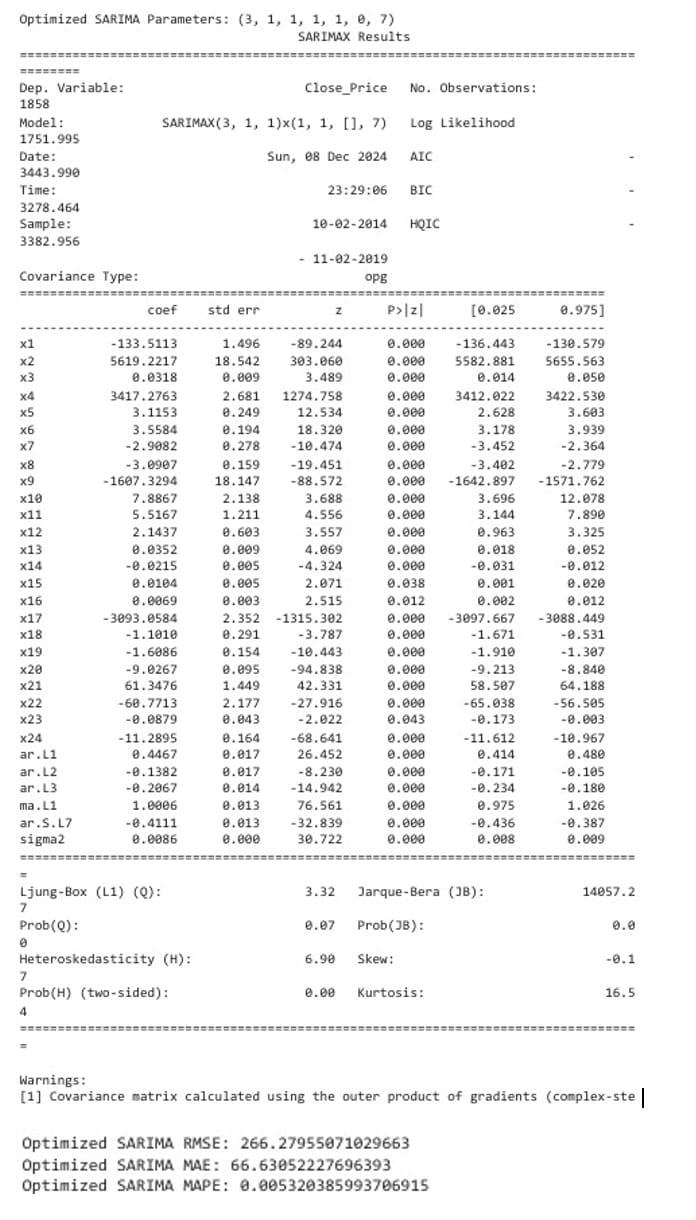 Optimized SARIMA Parameters: (3, 1, 1, 1, 1, 0, 7)
SARIMAX Results
==============================================================================
========
Dep. Variable: Close_Price No. Observations:
1858
Model: SARIMAX(3, 1, 1)x(1, 1, [], 7) Log Likelihood
1751.995
Date: Sun, 08 Dec 2024 AIC -
3443.990
Time: 23:29:06 BIC -
3278.464
Sample: 10-02-2014 HQIC -
3382.956
- 11-02-2019
Covariance Type: opg
==============================================================================
coef std err z P>|z| [0.025 0.975]
------------------------------------------------------------------------------
x1 -133.5113 1.496 -89.244 0.000 -136.443 -130.579
x2 5619.2217 18.542 303.060 0.000 5582.881 5655.563
x3 0.0318 0.009 3.489 0.000 0.014 0.050
x4 3417.2763 2.681 1274.758 0.000 3412.022 3422.530
x5 3.1153 0.249 12.534 0.000 2.628 3.603
x6 3.5584 0.194 18.320 0.000 3.178 3.939
x7 -2.9082 0.278 -10.474 0.000 -3.452 -2.364
x8 -3.0907 0.159 -19.451 0.000 -3.402 -2.779
x9 -1607.3294 18.147 -88.572 0.000 -1642.897 -1571.762
x10 7.8867 2.138 3.688 0.000 3.696 12.078
x11 5.5167 1.211 4.556 0.000 3.144 7.890
x12 2.1437 0.603 3.557 0.000 0.963 3.325
x13 0.0352 0.009 4.069 0.000 0.018 0.052
x14 -0.0215 0.005 -4.324 0.000 -0.031 -0.012
x15 0.0104 0.005 2.071 0.038 0.001 0.020
x16 0.0069 0.003 2.515 0.012 0.002 0.012
x17 -3093.0584 2.352 -1315.302 0.000 -3097.667 -3088.449
x18 -1.1010 0.291 -3.787 0.000 -1.671 -0.531
x19 -1.6086 0.154 -10.443 0.000 -1.910 -1.307
x20 -9.0267 0.095 -94.838 0.000 -9.213 -8.840
x21 61.3476 1.449 42.331 0.000 58.507 64.188
x22 -60.7713 2.177 -27.916 0.000 -65.038 -56.505
x23 -0.0879 0.043 -2.022 0.043 -0.173 -0.003
x24 -11.2895 0.164 -68.641 0.000 -11.612 -10.967
ar.L1 0.4467 0.017 26.452 0.000 0.414 0.480
ar.L2 -0.1382 0.017 -8.230 0.000 -0.171 -0.105
ar.L3 -0.2067 0.014 -14.942 0.000 -0.234 -0.180
ma.L1 1.0006 0.013 76.561 0.000 0.975 1.026
ar.S.L7 -0.4111 0.013 -32.839 0.000 -0.436 -0.387
sigma2 0.0086 0.000 30.722 0.000 0.008 0.009
==============================================================================
=
Ljung-Box (L1) (Q): 3.32 Jarque-Bera (JB): 14057.2
7
Prob(Q): 0.07 Prob(JB): 0.0
0
Heteroskedasticity (H): 6.90 Skew: -0.1
7
Prob(H) (two-sided): 0.00 Kurtosis: 16.5
4
==============================================================================
=
Warnings:
[1] Covariance matrix calculated using the outer product of gradients (complex-ste
Optimized SARIMA RMSE: 266.27955071029663
Optimized SARIMA MAE: 66.63052227696393
Optimized SARIMA MAPE: 0.005320385993706915